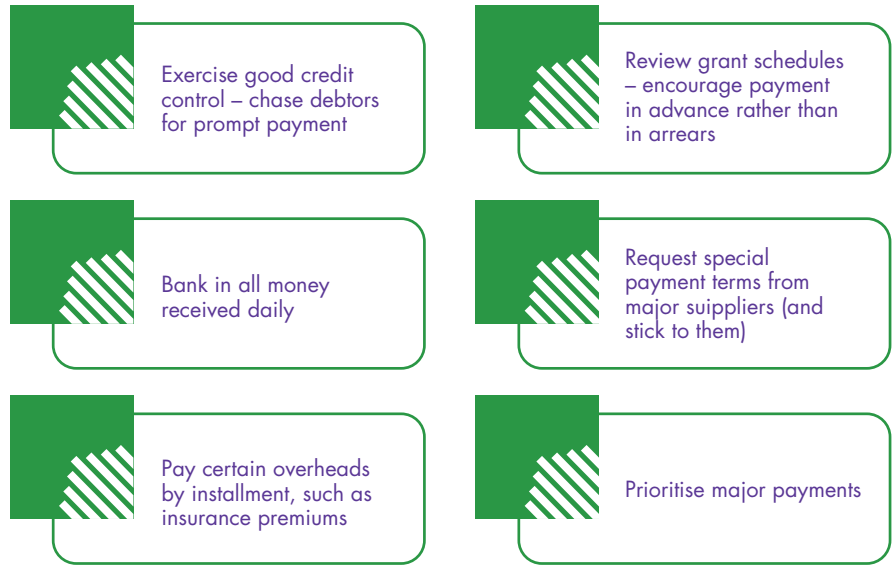 Exercise good credit
control – chase debtors
for prompt payment
Review grant schedules
– encourage payment
in advance rather than
in arrears
Bank in all money
received daily
Request special
payment terms from
major suippliers (and
stick to them)
Pay certain overheads
by installment, such as
insurance premiums
Prioritise major payments